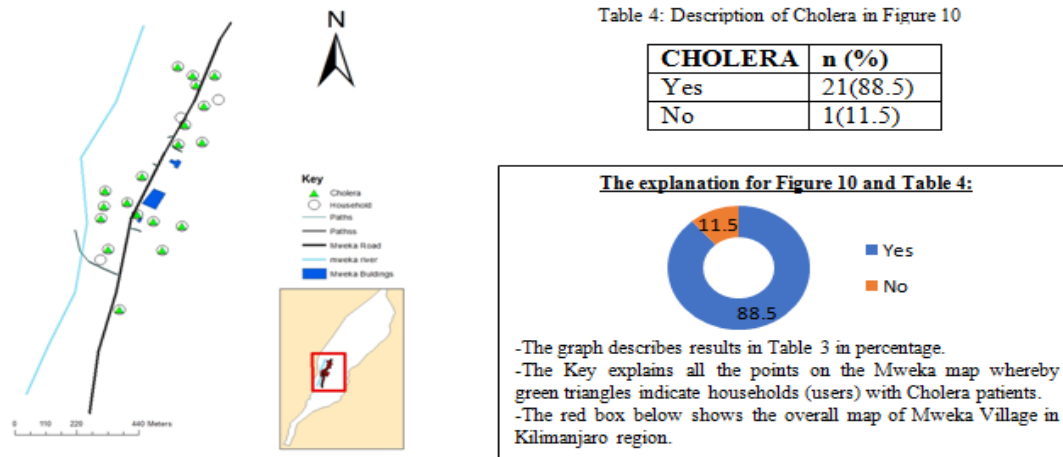 N
Key
Cholera
Household
Paths
Pathss
Mweka Road
mweka river
Mweka Buildings
0 110 220 440 Meters
Table 4: Description of Cholera in Figure 10
CHOLERA n (%)
Yes 21(88.5)
No 1(11.5)
The explanation for Figure 10 and Table 4:
11.5
88.5
Yes
No
-The graph describes results in Table 3 in percentage.
-The Key explains all the points on the Mweka map whereby
green triangles indicate households (users) with Cholera patients.
-The red box below shows the overall map of Mweka Village in
Kilimanjaro region.